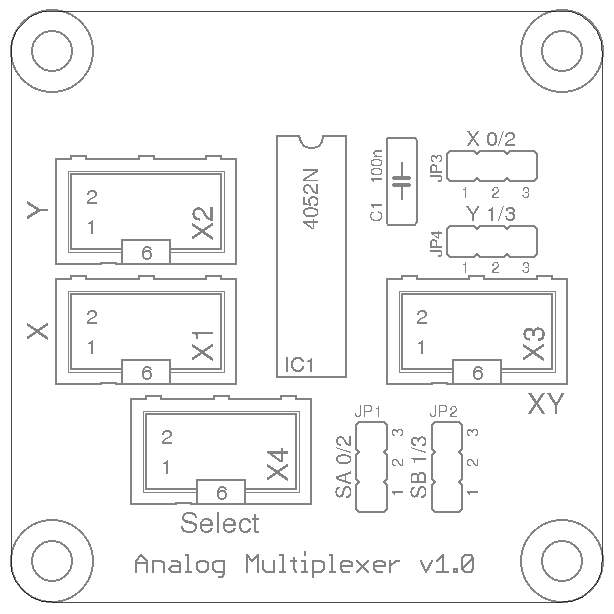 X 0/2
JP3
1 2 3
Y 1/3
JP4
1 2 3
C1 100n
4052N
IC1
Y
2
1
6
X2
X
2
1
6
X1
2
1
6
X3
XY
2
1
6
X4
Select
JP1
SA 0/2
1 2 3
JP2
SB 1/3
1 2 3
Analog Multiplexer v1.0